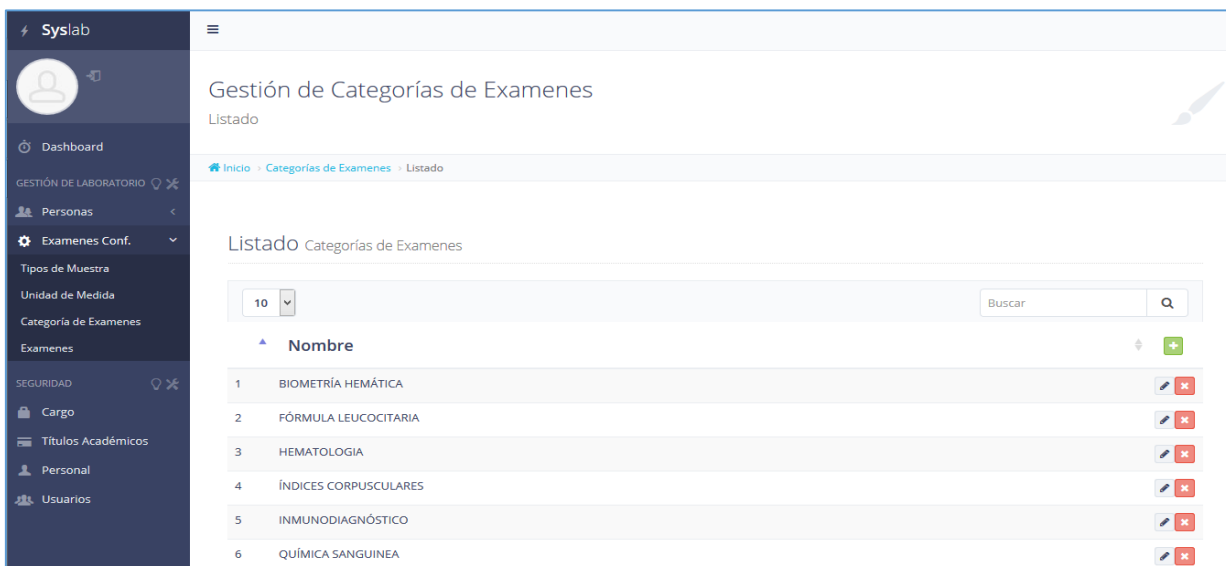 Syslab
Gestión de Categorías de Examenes
Listado
Dashboard
Inicio > Categorías de Examenes > Listado
GESTIÓN DE LABORATORIO
Personas
Examenes Conf.
Tipos de Muestra
Unidad de Medida
Categoría de Examenes
Examenes
SEGURIDAD
Cargo
Títulos Académicos
Personal
Usuarios
Listado Categorías de Examenes
10
Buscar
Nombre
1 BIOMETRÍA HEMÁTICA
2 FÓRMULA LEUCOCITARIA
3 HEMATOLOGIA
4 ÍNDICES CORPUSCULARES
5 INMUNODIAGNÓSTICO
6 QUÍMICA SANGUINEA